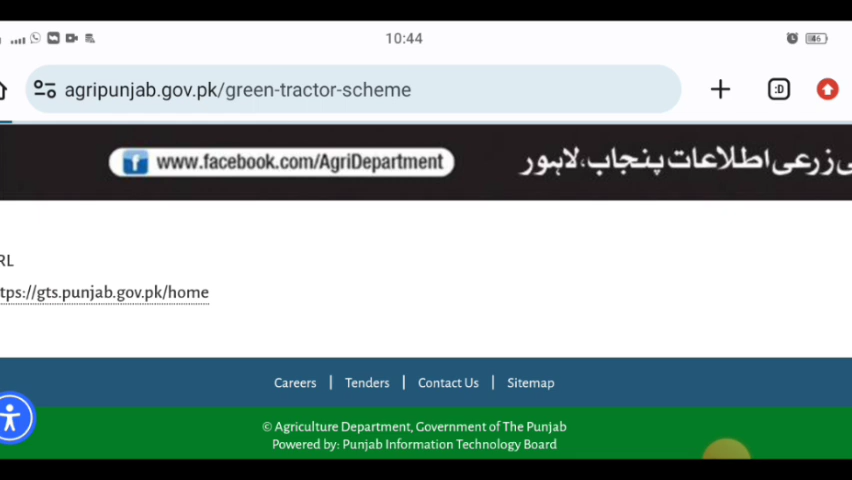 10:44
46
agripunjab.gov.pk/green-tractor-scheme
:D
www.facebook.com/AgriDepartment
زرعی اطلاعات پنجاب، لاہور
RL
tps://gts.punjab.gov.pk/home
Careers | Tenders | Contact Us | Sitemap
© Agriculture Department, Government of The Punjab
Powered by: Punjab Information Technology Board